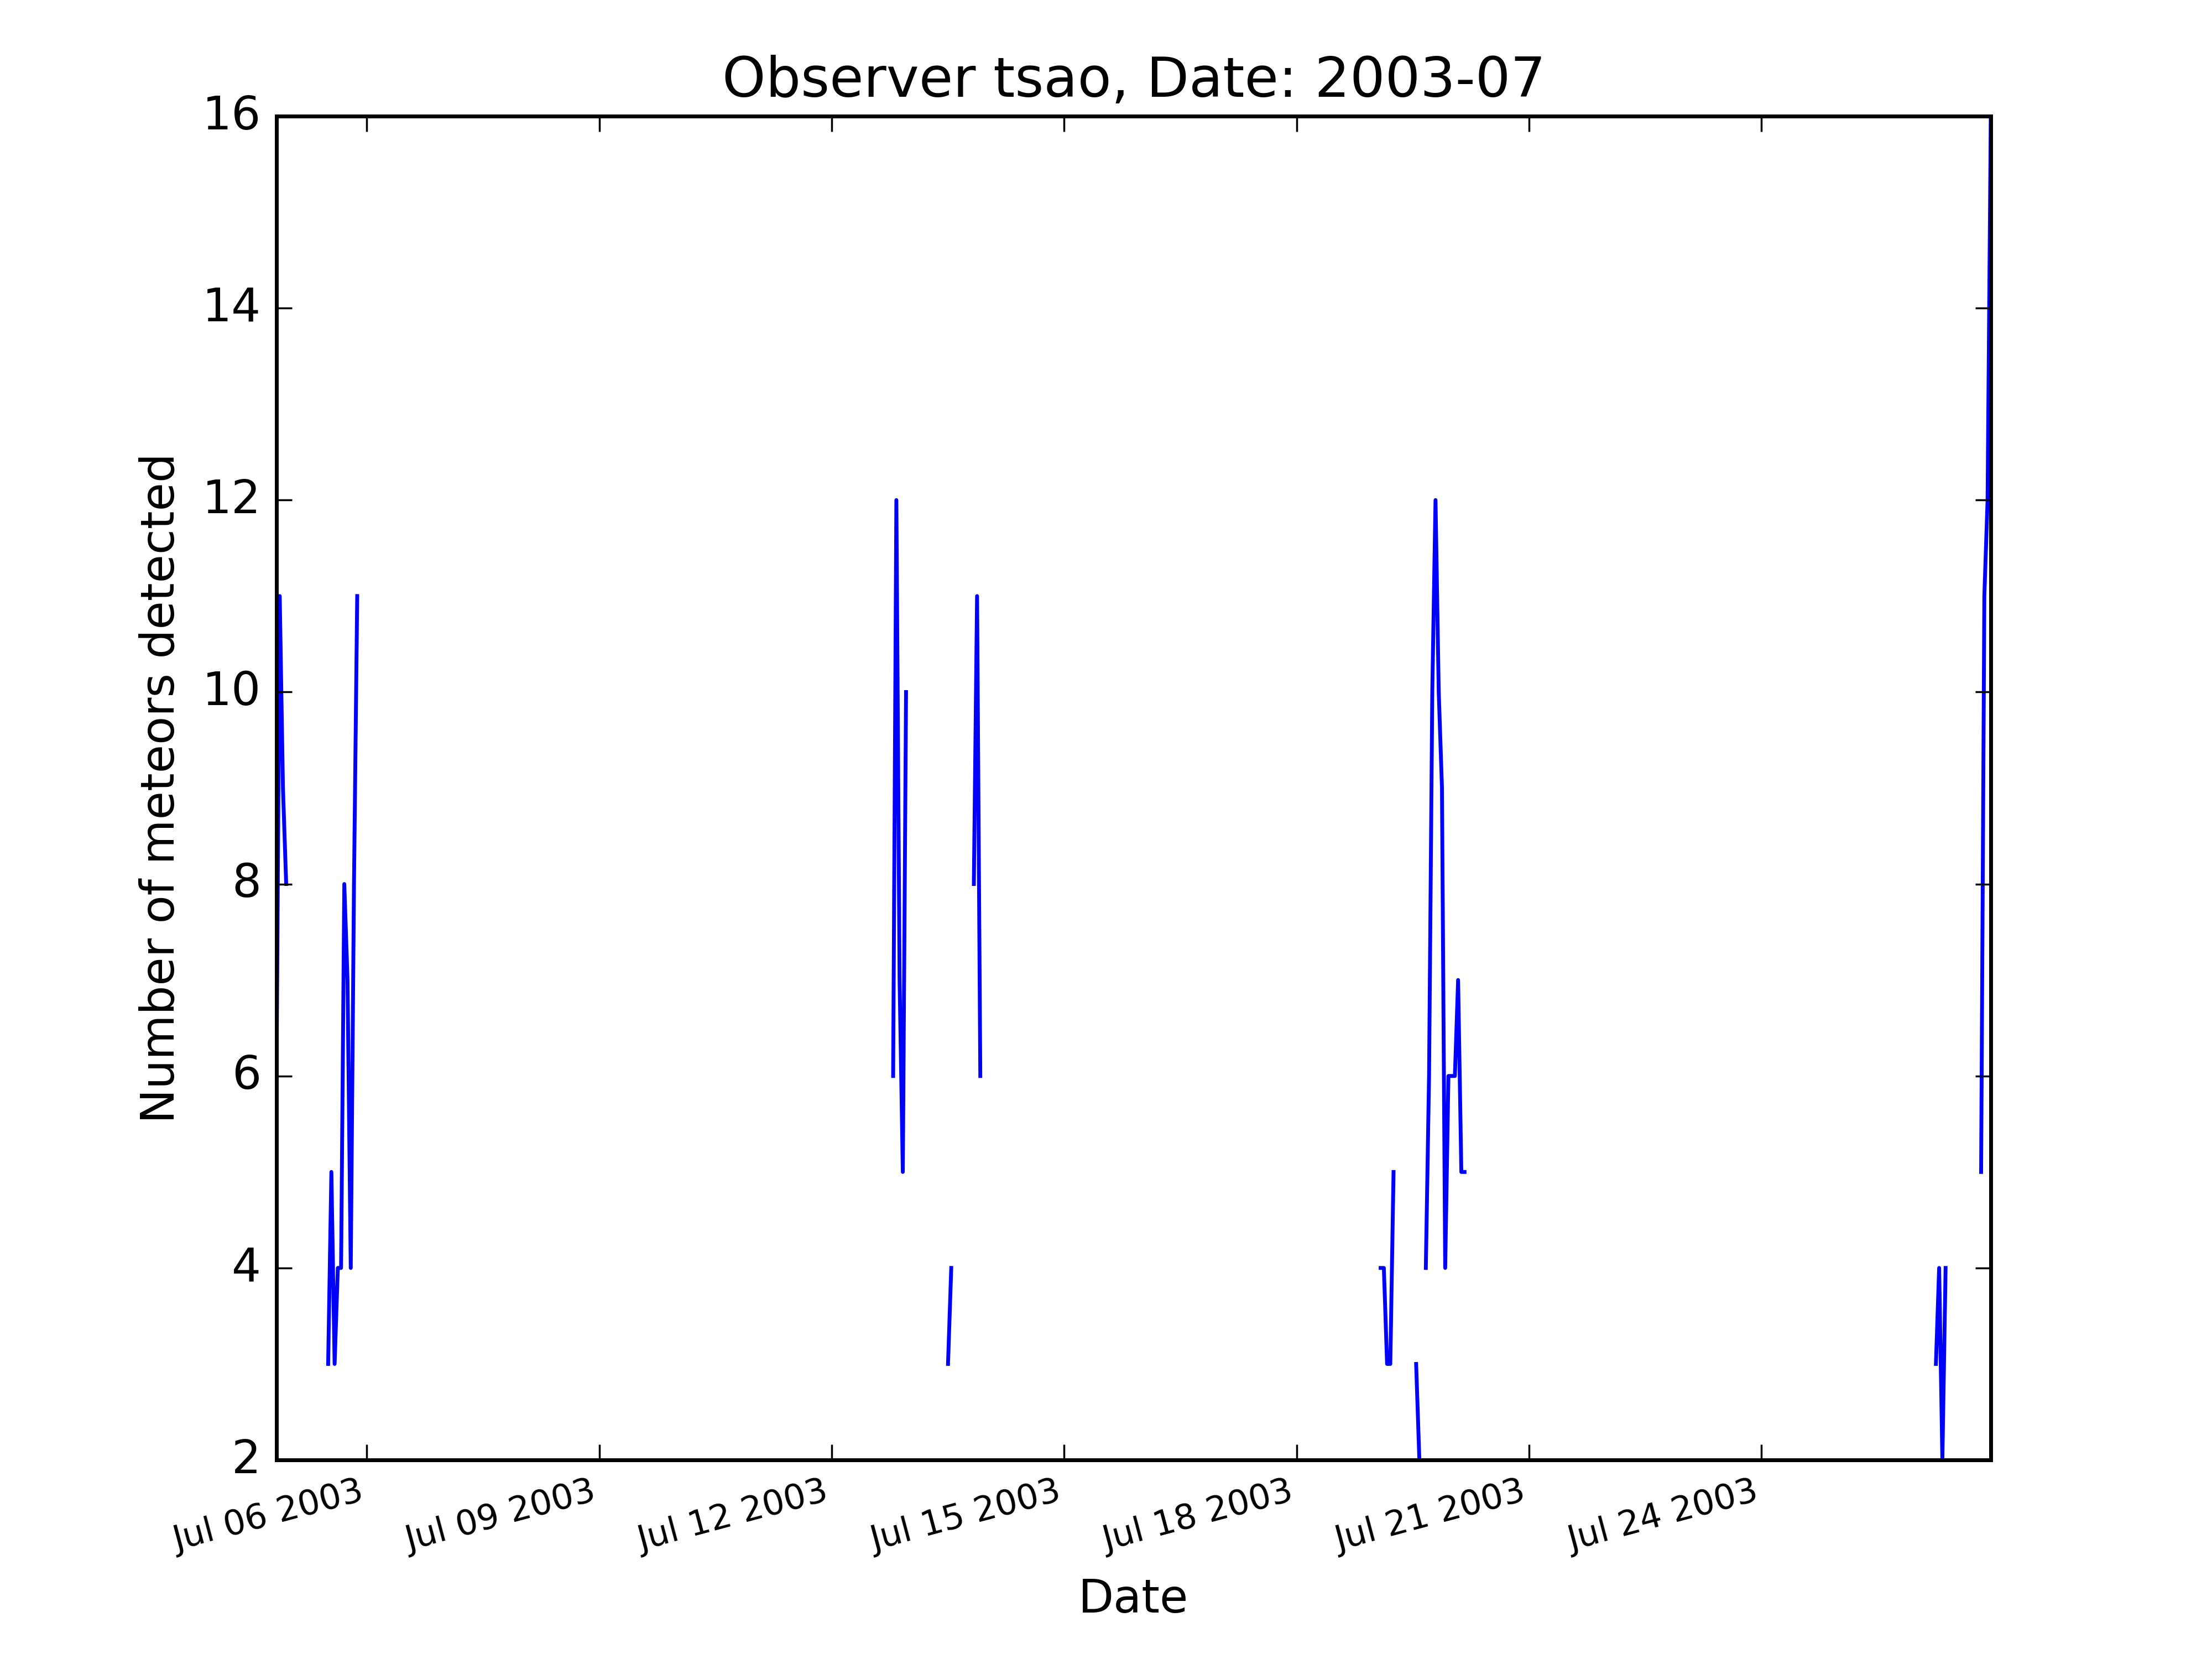 Observer tsao, Date: 2003-07
16
14
12
10
8
6
4
2
Number of meteors detected
Jul 06 2003
Jul 09 2003
Jul 12 2003
Jul 15 2003
Jul 18 2003
Jul 21 2003
Jul 24 2003
Date